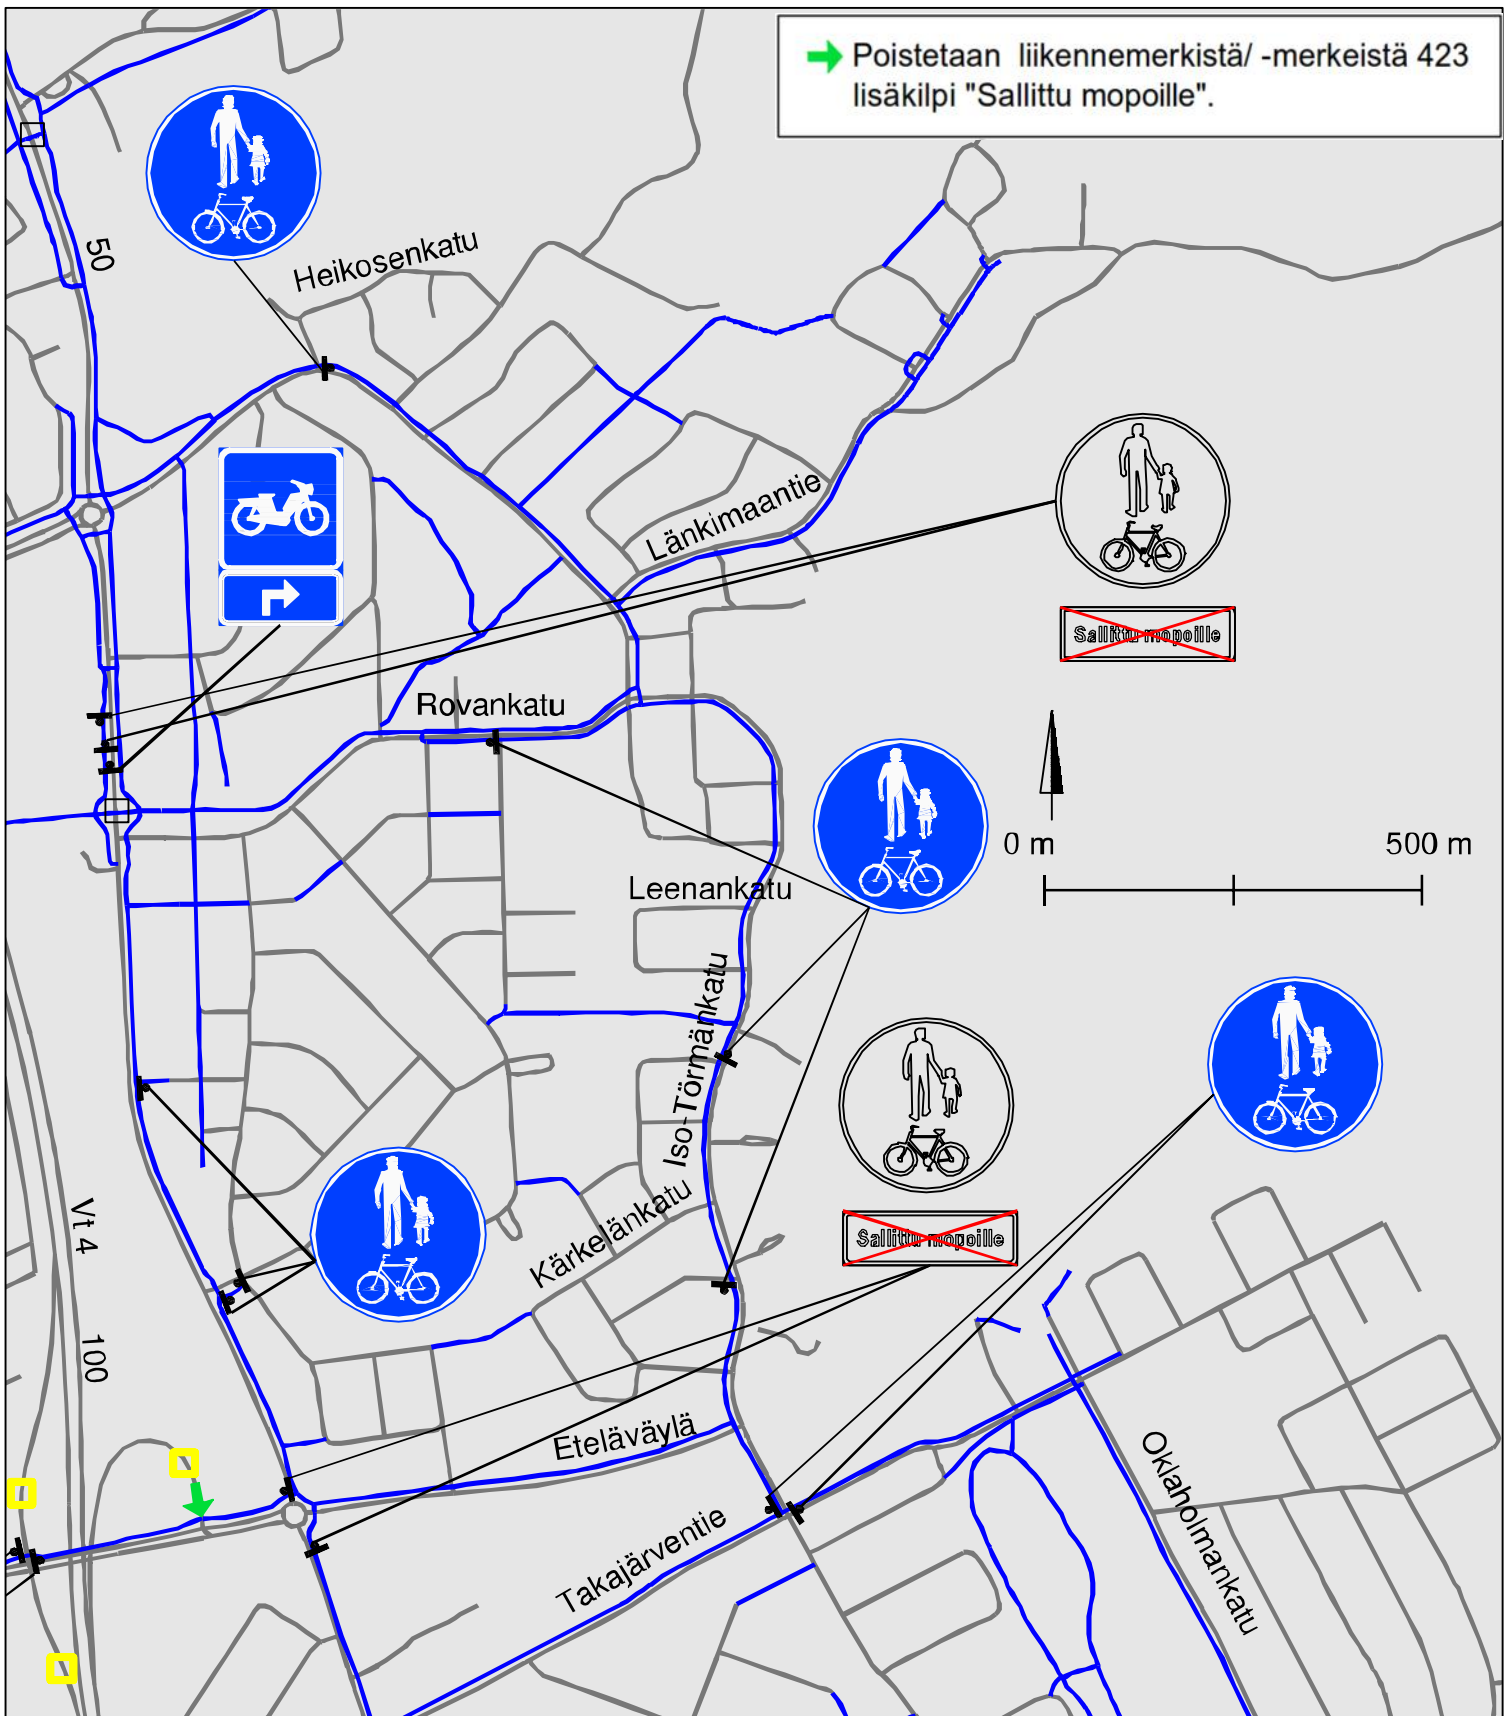 Poistetaan liikennemerkistä/ -merkeistä 423
lisäkilpi "Sallittu mopoille".
50
Heikosenkatu
Länkimaantie
Sallittu mopoille
Rovankatu
0 m
500 m
Leenankatu
Iso-Törmänkatu
Vt 4
Kärkelänkatu
Sallittu mopoille
100
Eteläväylä
Oklaholmankatu
Takajärventie